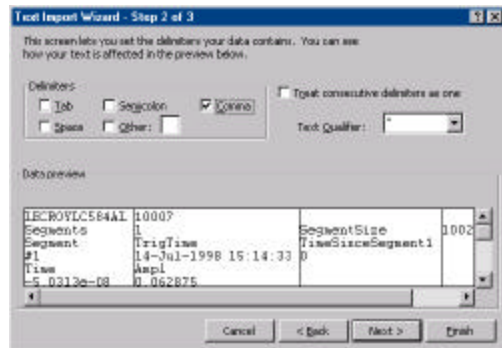 Text Import Wizard - Step 2 of 3
This screen lets you set the delimiters your data contains. You can see
how your text is affected in the preview below.
Delimiters
Tab Semicolon Comma
Space Other:
Treat consecutive delimiters as one
Text Qualifier: "
Data preview
LECROYLC584AL 10007
Segments 1 SegmentSize 1002
Segment TrigTime TimeSinceSegment1
#1 14-Jul-1998 15:14:33 0
Time Ampl
-5.0313e-08 0.062875
Cancel < Back Next > Finish